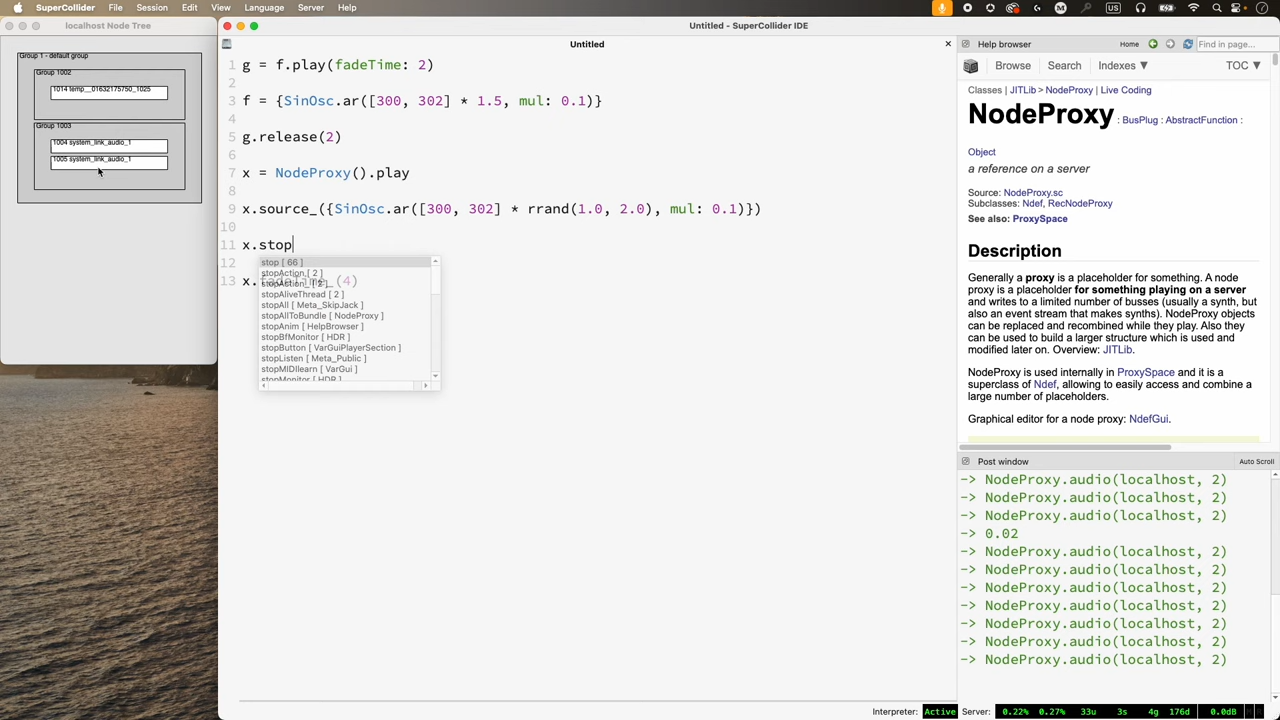 SuperCollider File Edit View Session Language Server Help
US
localhost Node Tree
Group 1 - default group
Group 1002
1014 temp__01632175750_1025
Group 1003
1004 system_link_audio_1
1005 system_link_audio_1
Untitled - SuperCollider IDE
Untitled
1 g = f.play(fadeTime: 2)
2
3 f = {SinOsc.ar([300, 302] * 1.5, mul: 0.1)}
4
5 g.release(2)
6
7 x = NodeProxy().play
8
9 x.source_({SinOsc.ar([300, 302] * rrand(1.0, 2.0), mul: 0.1)})
10
11 x.stop
12
13 x.fadeTime_(4)
stop [ 66 ]
stopAction [ 2 ]
stopAction_ [ 2 ]
stopAliveThread [ 2 ]
stopAll [ Meta_SkipJack ]
stopAllToBundle [ NodeProxy ]
stopAnim [ HelpBrowser ]
stopBfMonitor [ HDR ]
stopButton [ VarGuiPlayerSection ]
stopListen [ Meta_Public ]
stopMIDIlearn [ VarGui ]
stopMonitor [ HDR ]
Help browser
Home
Find in page...
Browse Search Indexes ▼ TOC ▼
Classes | JITLib > NodeProxy | Live Coding
NodeProxy : BusPlug : AbstractFunction :
Object
a reference on a server
Source: NodeProxy.sc
Subclasses: Ndef, RecNodeProxy
See also: ProxySpace
Description
Generally a proxy is a placeholder for something. A node
proxy is a placeholder for something playing on a server
and writes to a limited number of busses (usually a synth, but
also an event stream that makes synths). NodeProxy objects
can be replaced and recombined while they play. Also they
can be used to build a larger structure which is used and
modified later on. Overview: JITLib.
NodeProxy is used internally in ProxySpace and it is a
superclass of Ndef, allowing to easily access and combine a
large number of placeholders.
Graphical editor for a node proxy: NdefGui.
Post window
Auto Scroll
-> NodeProxy.audio(localhost, 2)
-> NodeProxy.audio(localhost, 2)
-> NodeProxy.audio(localhost, 2)
-> 0.02
-> NodeProxy.audio(localhost, 2)
-> NodeProxy.audio(localhost, 2)
-> NodeProxy.audio(localhost, 2)
-> NodeProxy.audio(localhost, 2)
-> NodeProxy.audio(localhost, 2)
-> NodeProxy.audio(localhost, 2)
-> NodeProxy.audio(localhost, 2)
Interpreter: Active Server: 0.22% 0.27% 33u 3s 4g 176d 0.0dB